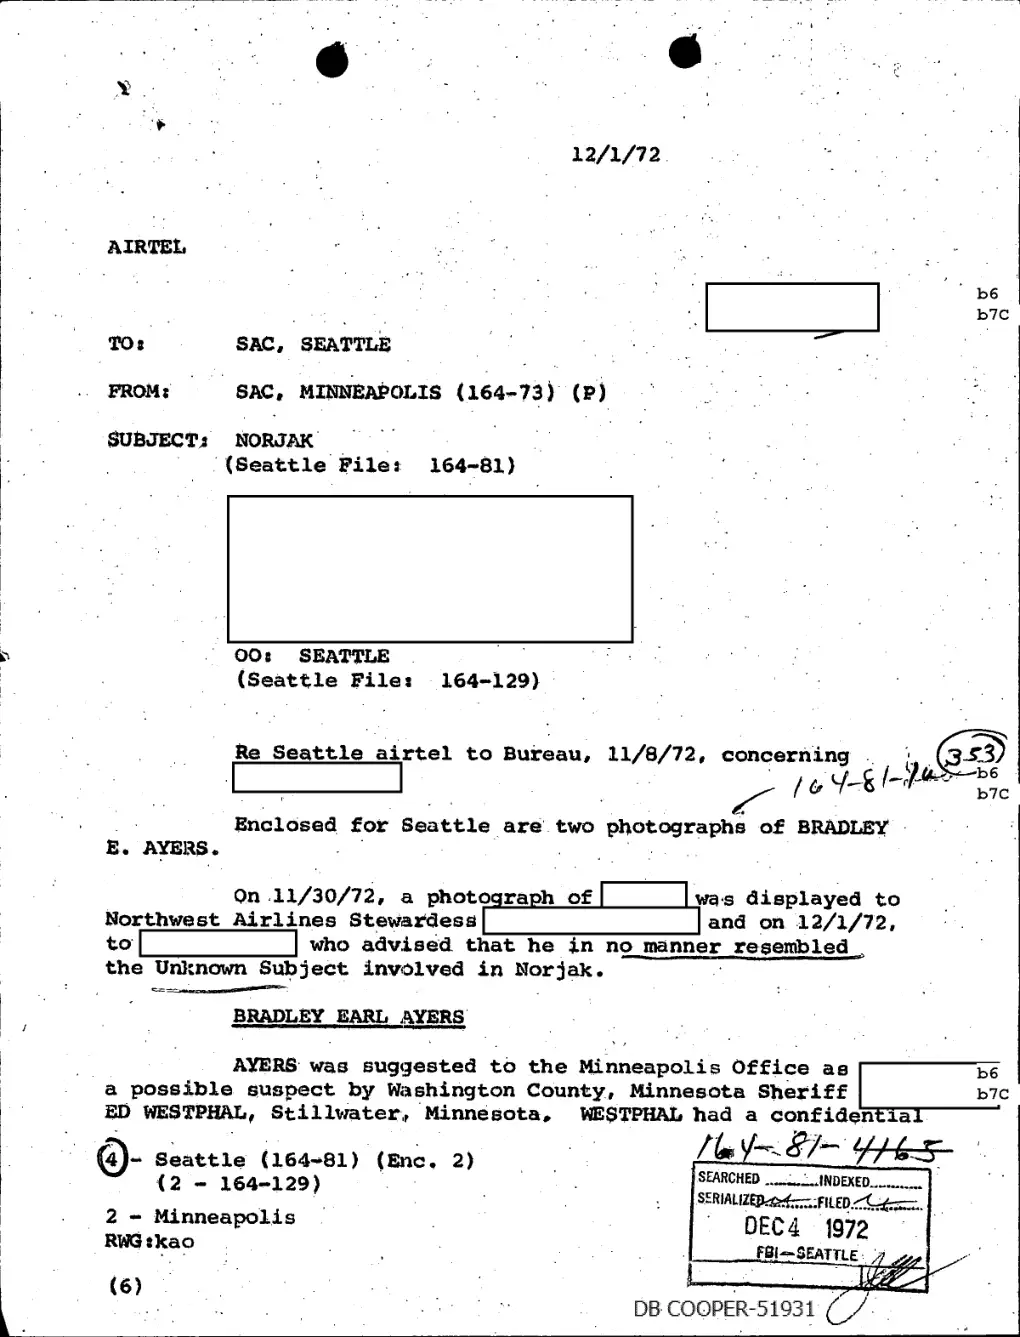 12/1/72
AIRTEL
b6
b7C
TO: SAC, SEATTLE
FROM: SAC, MINNEAPOLIS (164-73) (P)
SUBJECT: NORJAK
(Seattle File: 164-81)
OO: SEATTLE
(Seattle File: 164-129)
Re Seattle airtel to Bureau, 11/8/72, concerning
353
164-81-
b6
b7C
Enclosed for Seattle are two photographs of BRADLEY
E. AYERS.
On 11/30/72, a photograph of was displayed to
Northwest Airlines Stewardess and on 12/1/72,
to who advised that he in no manner resembled
the Unknown Subject involved in Norjak.
BRADLEY EARL AYERS
AYERS was suggested to the Minneapolis Office as
b6
a possible suspect by Washington County, Minnesota Sheriff
b7C
ED WESTPHAL, Stillwater, Minnesota. WESTPHAL had a confidential
164-81-4165
4 - Seattle (164-81) (Enc. 2)
(2 - 164-129)
2 - Minneapolis
RWG:kao
(6)
SEARCHED INDEXED
SERIALIZED FILED
DEC 4 1972
FBI-SEATTLE
DB COOPER-51931